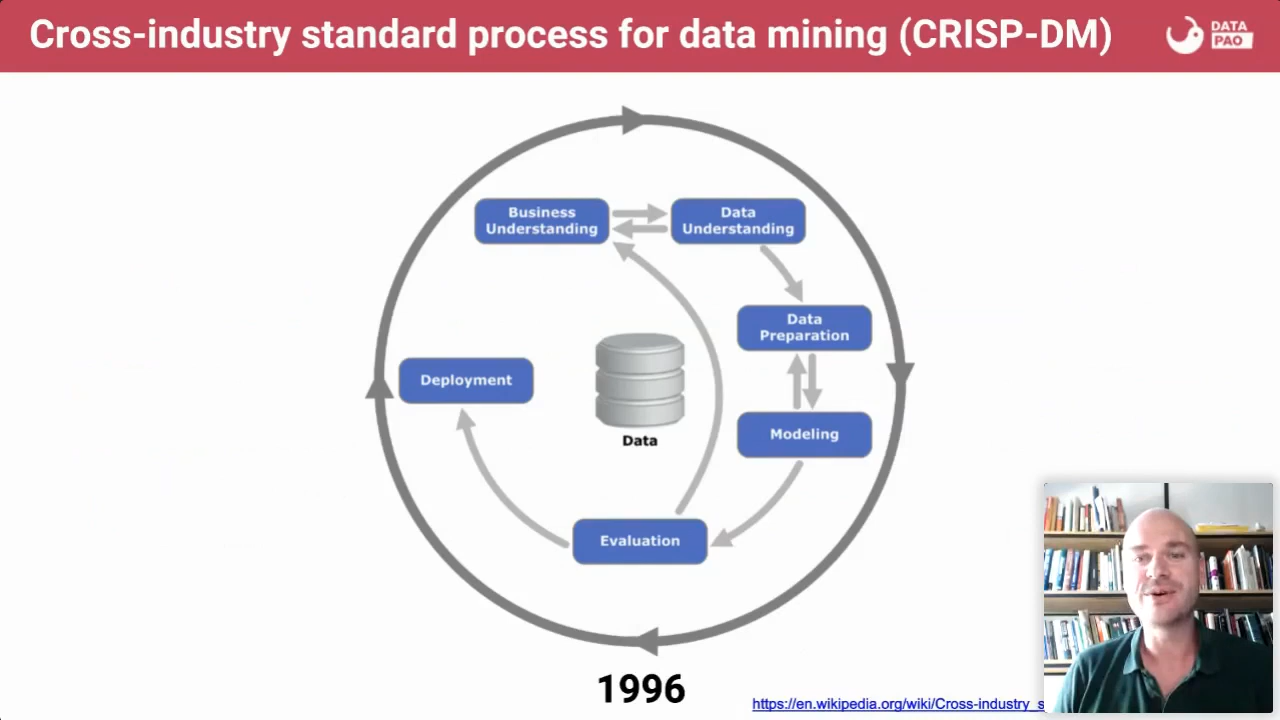 Cross-industry standard process for data mining (CRISP-DM)
DATA
PAO
Business
Understanding
Data
Understanding
Data
Preparation
Deployment
Data
Modeling
Evaluation
1996
https://en.wikipedia.org/wiki/Cross-industry_s